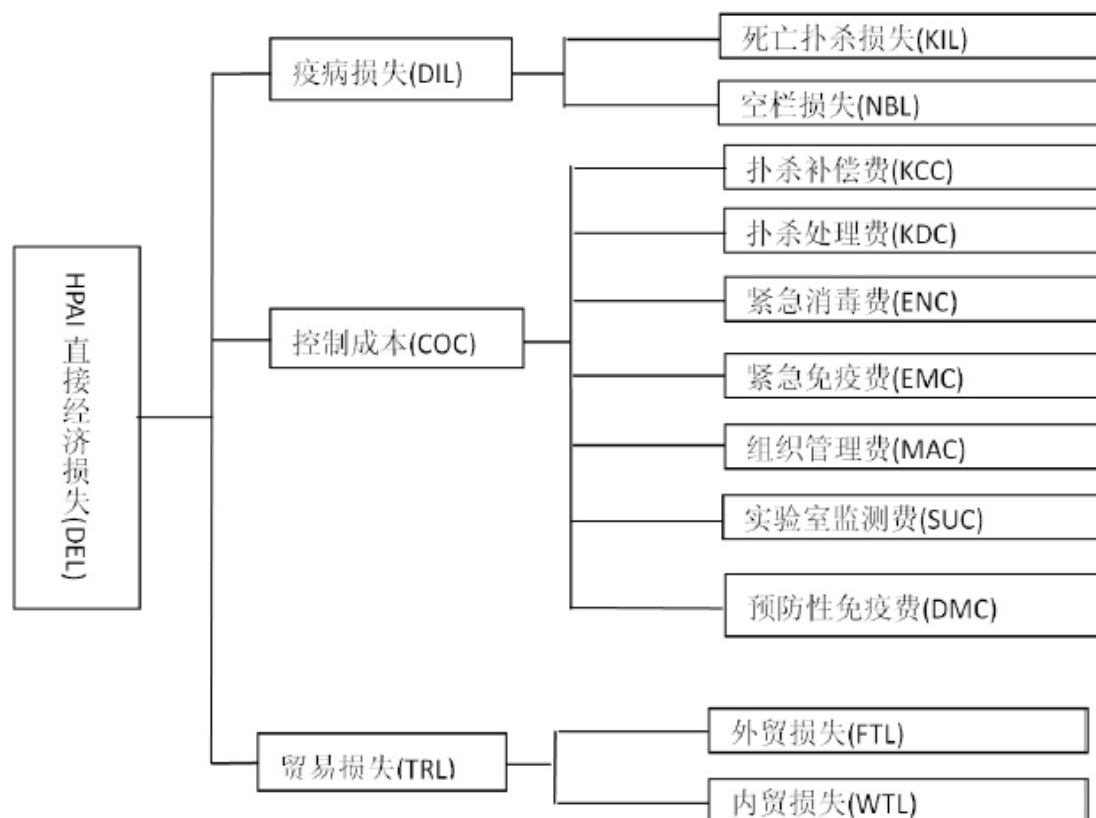 HPAI 直接经济损失(DEL)
疫病损失(DIL)
死亡扑杀损失(KIL)
空栏损失(NBL)
控制成本(COC)
扑杀补偿费(KCC)
扑杀处理费(KDC)
紧急消毒费(ENC)
紧急免疫费(EMC)
组织管理费(MAC)
实验室监测费(SUC)
预防性免疫费(DMC)
贸易损失(TRL)
外贸损失(FTL)
内贸损失(WTL)